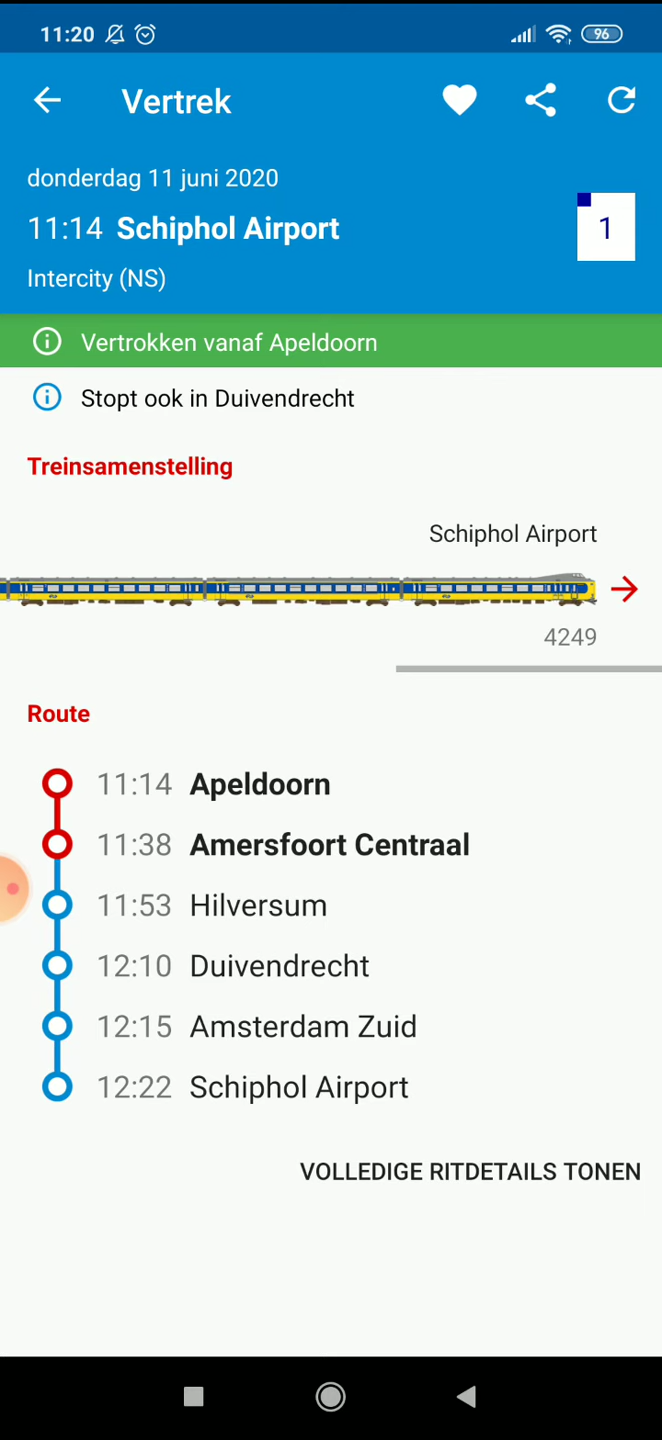 11:20
96
Vertrek
donderdag 11 juni 2020
11:14 Schiphol Airport
1
Intercity (NS)
Vertrokken vanaf Apeldoorn
Stopt ook in Duivendrecht
Treinsamenstelling
Schiphol Airport
4249
Route
11:14 Apeldoorn
11:38 Amersfoort Centraal
11:53 Hilversum
12:10 Duivendrecht
12:15 Amsterdam Zuid
12:22 Schiphol Airport
VOLLEDIGE RITDETAILS TONEN